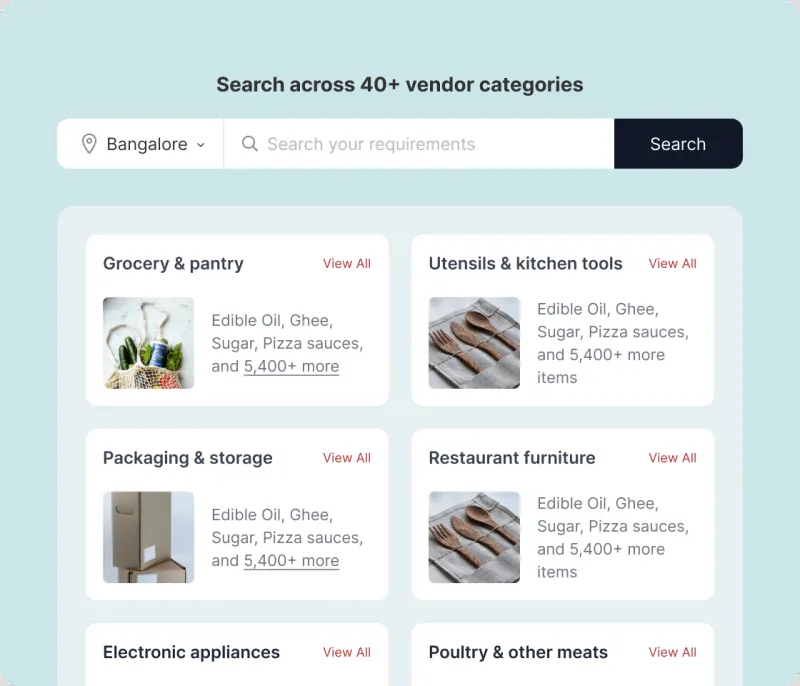 Search across 40+ vendor categories
Bangalore
Search your requirements
Search
Grocery & pantry
View All
Edible Oil, Ghee,
Sugar, Pizza sauces,
and 5,400+ more
Utensils & kitchen tools
View All
Edible Oil, Ghee,
Sugar, Pizza sauces,
and 5,400+ more
items
Packaging & storage
View All
Edible Oil, Ghee,
Sugar, Pizza sauces,
and 5,400+ more
Restaurant furniture
View All
Edible Oil, Ghee,
Sugar, Pizza sauces,
and 5,400+ more
items
Electronic appliances
View All
Poultry & other meats
View All